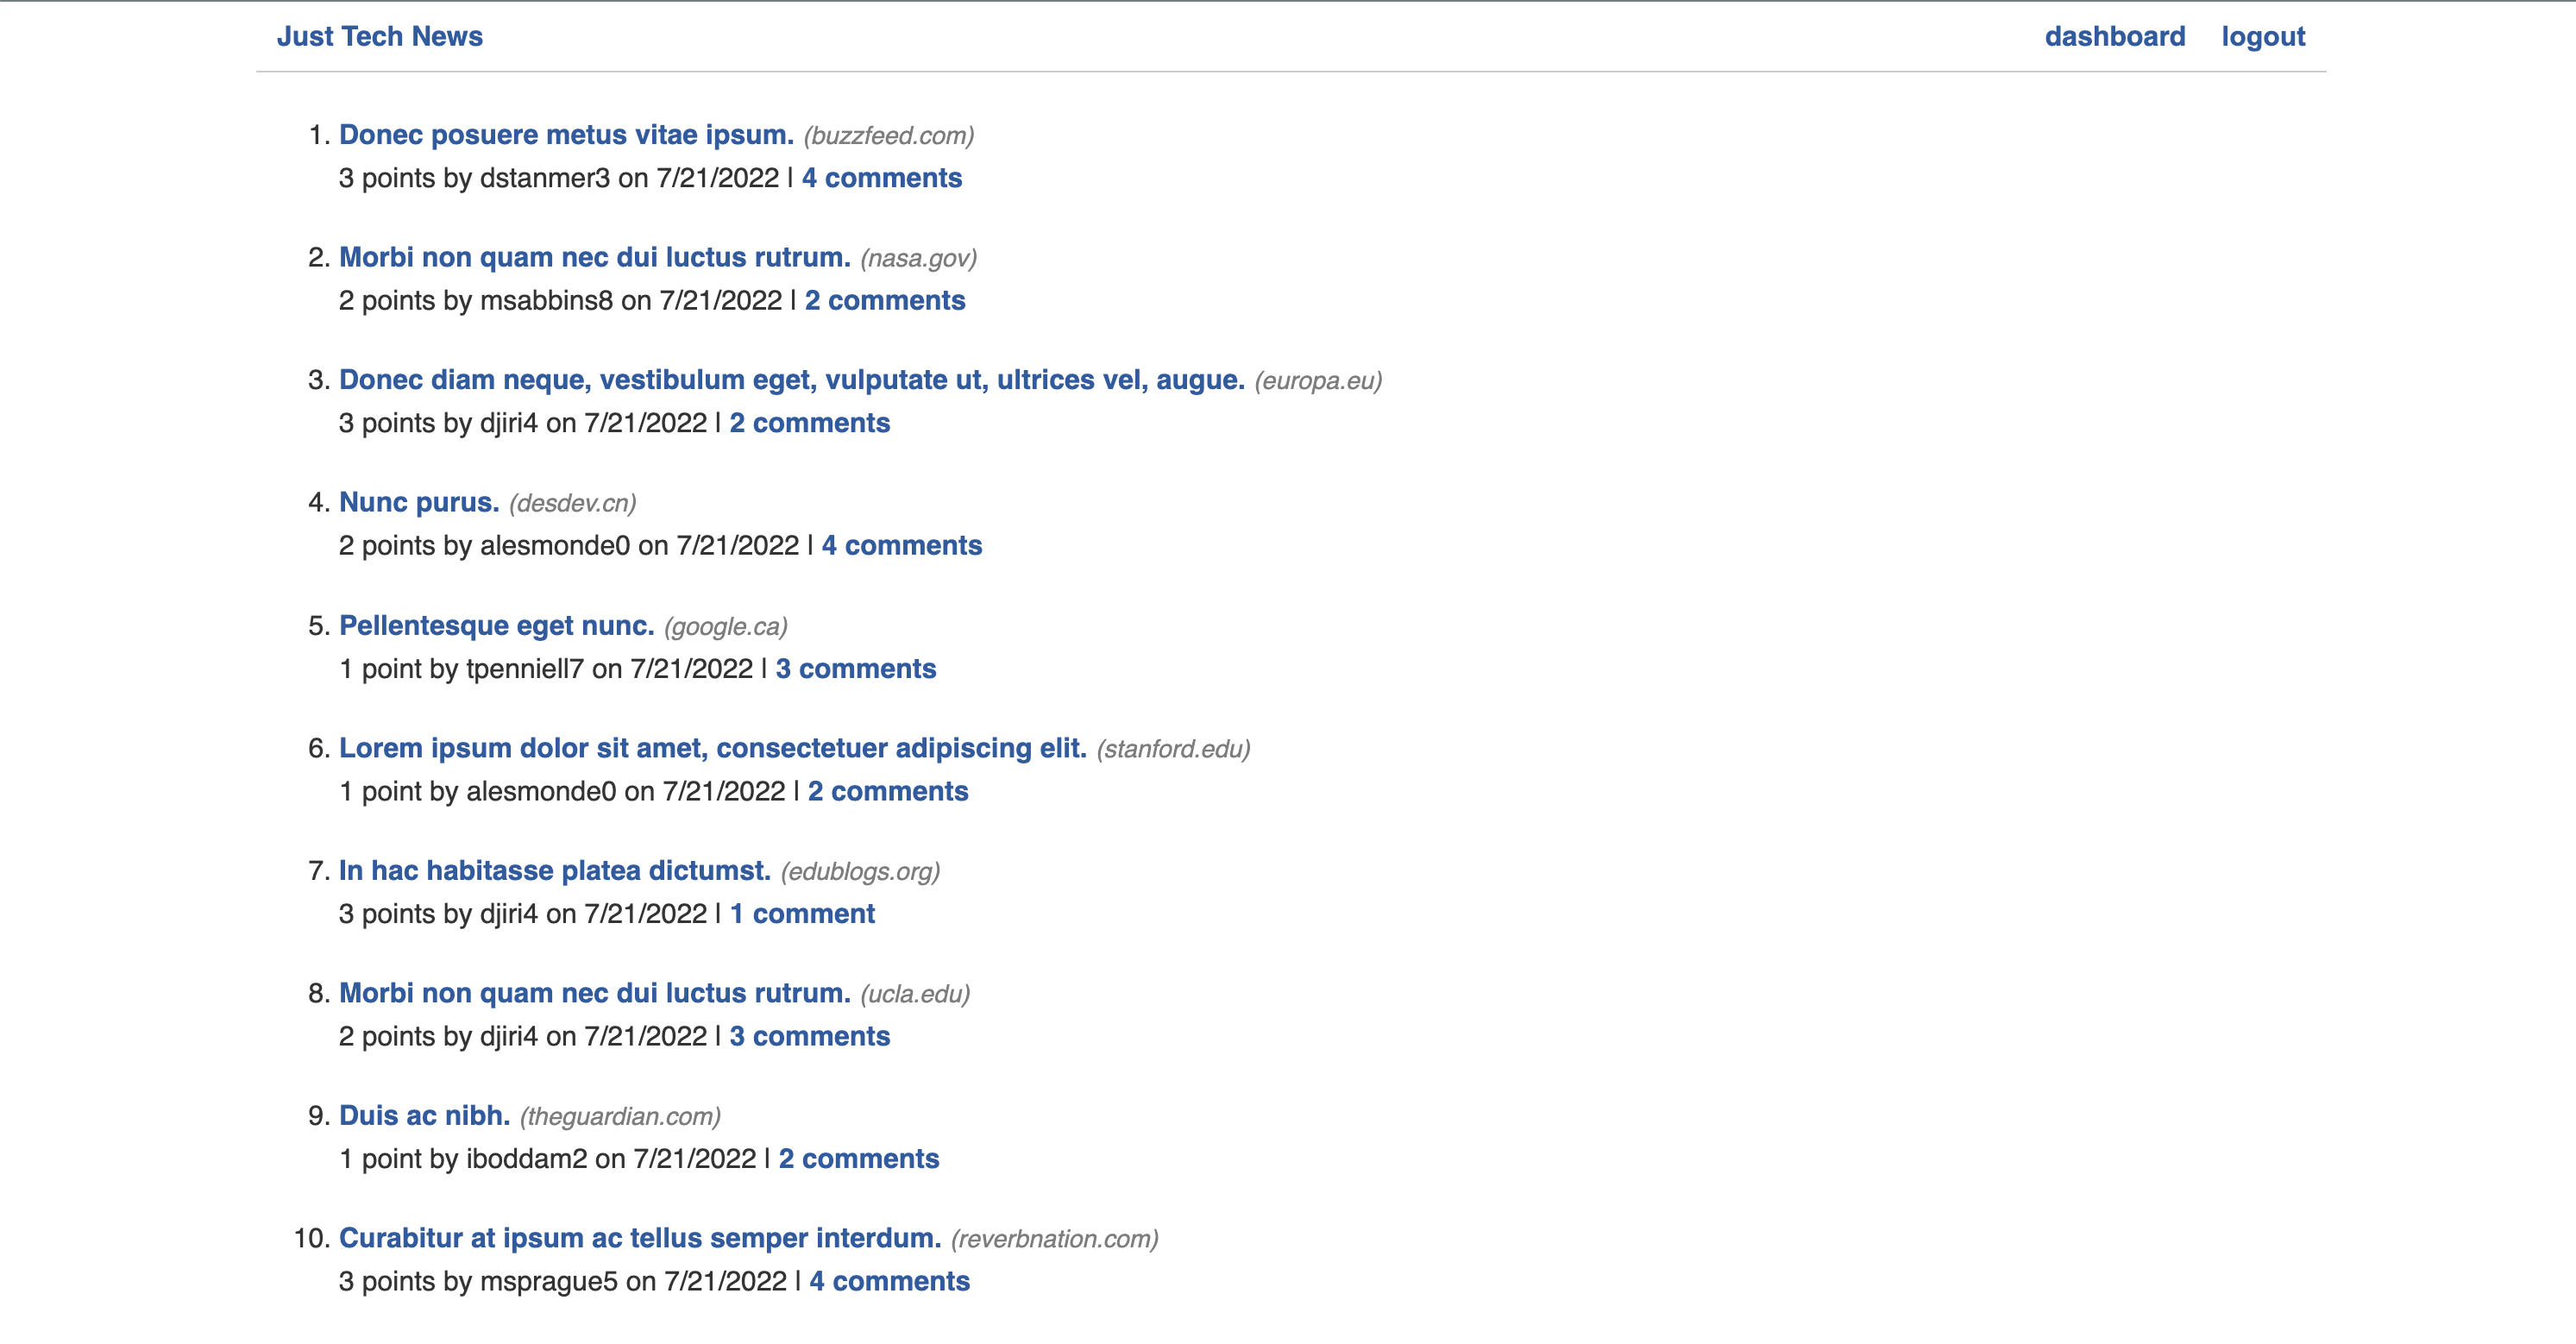 Just Tech News dashboard logout
1. Donec posuere metus vitae ipsum. (buzzfeed.com)
3 points by dstanmer3 on 7/21/2022 | 4 comments
2. Morbi non quam nec dui luctus rutrum. (nasa.gov)
2 points by msabbins8 on 7/21/2022 | 2 comments
3. Donec diam neque, vestibulum eget, vulputate ut, ultrices vel, augue. (europa.eu)
3 points by djiri4 on 7/21/2022 | 2 comments
4. Nunc purus. (desdev.cn)
2 points by alesmonde0 on 7/21/2022 | 4 comments
5. Pellentesque eget nunc. (google.ca)
1 point by tpenniell7 on 7/21/2022 | 3 comments
6. Lorem ipsum dolor sit amet, consectetuer adipiscing elit. (stanford.edu)
1 point by alesmonde0 on 7/21/2022 | 2 comments
7. In hac habitasse platea dictumst. (edublogs.org)
3 points by djiri4 on 7/21/2022 | 1 comment
8. Morbi non quam nec dui luctus rutrum. (ucla.edu)
2 points by djiri4 on 7/21/2022 | 3 comments
9. Duis ac nibh. (theguardian.com)
1 point by iboddam2 on 7/21/2022 | 2 comments
10. Curabitur at ipsum ac tellus semper interdum. (reverbnation.com)
3 points by msprague5 on 7/21/2022 | 4 comments